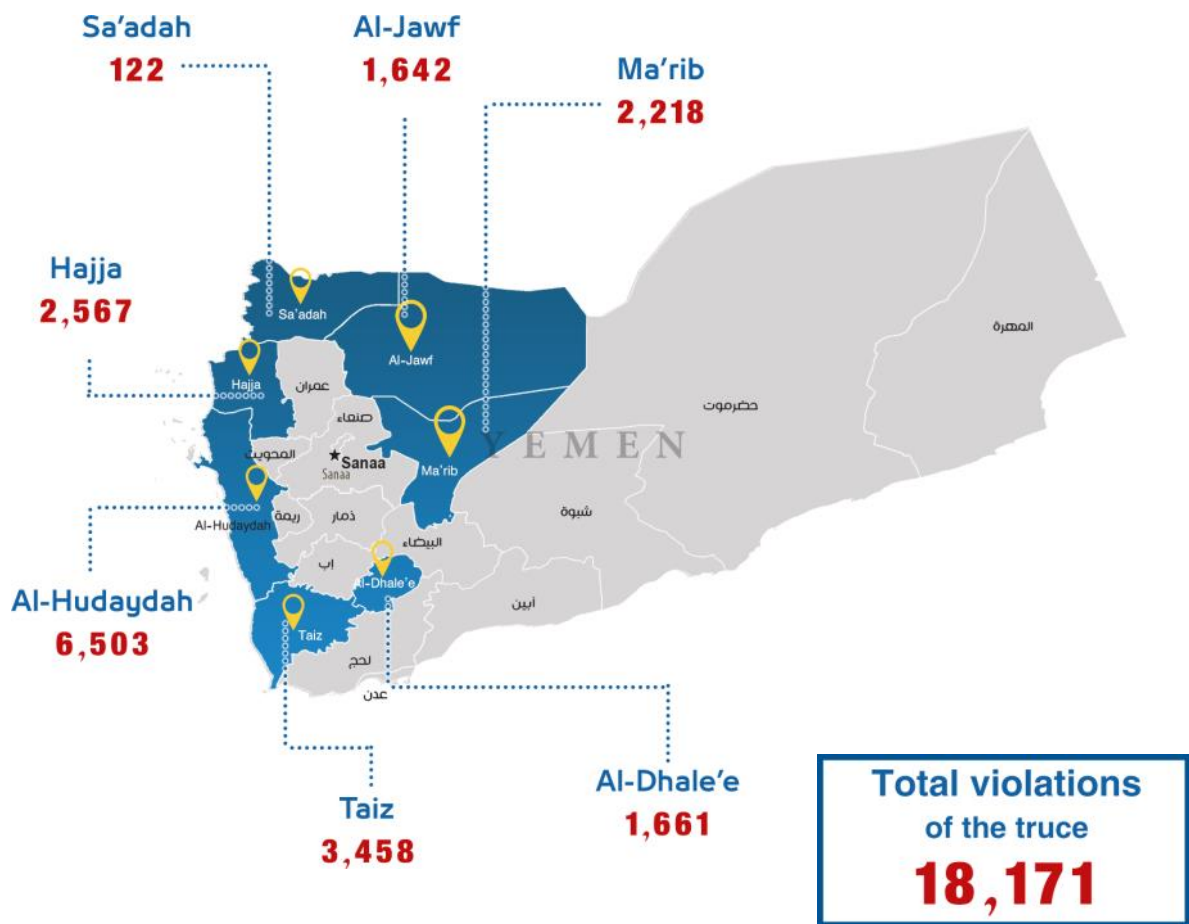 Sa'adah
122
Al-Jawf
1,642
Ma'rib
2,218
Hajja
2,567
Al-Hudaydah
6,503
Taiz
3,458
Al-Dhale'e
1,661
Sa'adah
Al-Jawf
Hajja
عمران
صنعاء
المحويت
Sanaa
Sanaa
Ma'rib
YEMEN
حضرموت
المهرة
Al-Hudaydah
ريمة
ذمار
البيضاء
شبوة
إب
Al-Dhale'e
أبين
Taiz
لحج
عدن
Total violations
of the truce
18,171